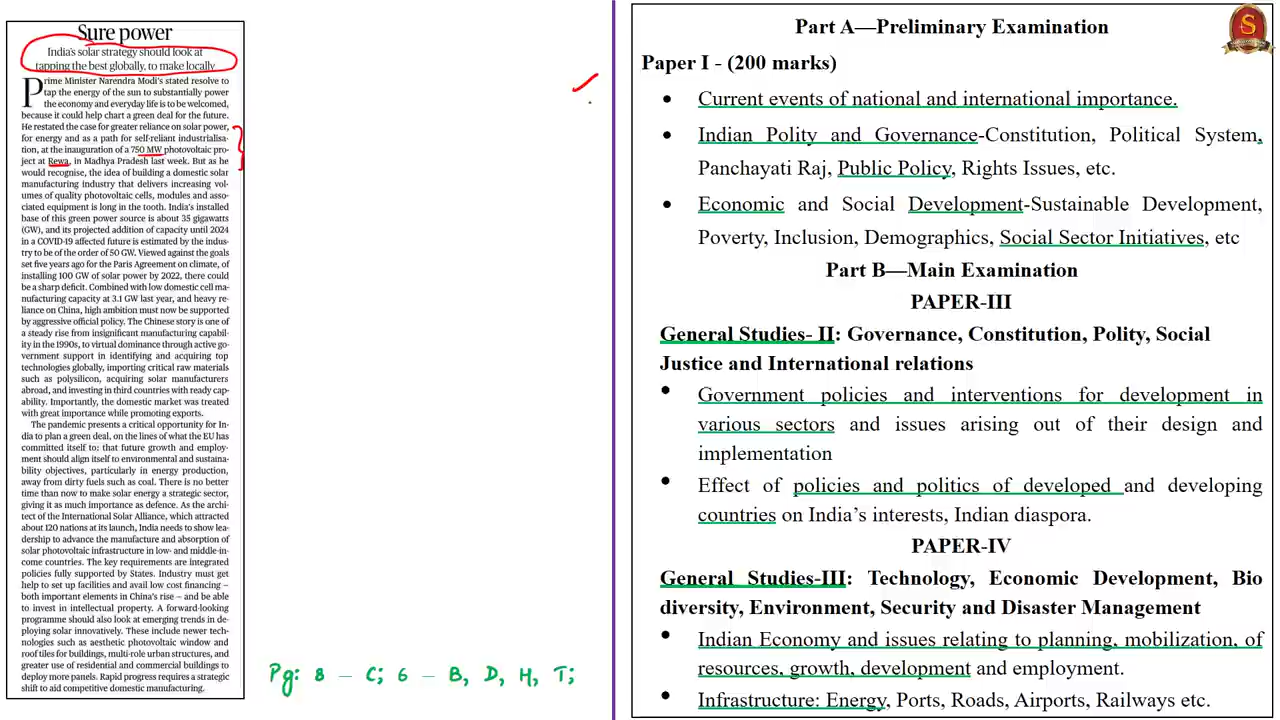 Sure power
India's solar strategy should look at
tapping the best globally, to make locally
Prime Minister Narendra Modi's stated resolve to
tap the energy of the sun to substantially power
the economy and everyday life is to be welcomed,
because it could help chart a green deal for the future.
He restated the case for greater reliance on solar power,
for energy and as a path for self-reliant industrialisa-
tion, at the inauguration of a 750 MW photovoltaic pro-
ject at Rewa, in Madhya Pradesh last week. But as he
would recognise, the idea of building a domestic solar
manufacturing industry that delivers increasing vol-
umes of quality photovoltaic cells, modules and asso-
ciated equipment is long in the tooth. India's installed
base of this green power source is about 35 gigawatts
(GW), and its projected addition of capacity until 2024
in a COVID-19 affected future is estimated by the indus-
try to be of the order of 50 GW. Viewed against the goals
set five years ago for the Paris Agreement on climate, of
installing 100 GW of solar power by 2022, there could
be a sharp deficit. Combined with low domestic cell ma-
nufacturing capacity at 3.1 GW last year, and heavy re-
liance on China, high ambition must now be supported
by aggressive official policy. The Chinese story is one of
a steady rise from insignificant manufacturing capabil-
ity in the 1990s, to virtual dominance through active go-
vernment support in identifying and acquiring top
technologies globally, importing critical raw materials
such as polysilicon, acquiring solar manufacturers
abroad, and investing in third countries with ready cap-
ability. Importantly, the domestic market was treated
with great importance while promoting exports.
The pandemic presents a critical opportunity for In-
dia to plan a green deal, on the lines of what the EU has
committed itself to: that future growth and employ-
ment should align itself to environmental and sustaina-
bility objectives, particularly in energy production,
away from dirty fuels such as coal. There is no better
time than now to make solar energy a strategic sector,
giving it as much importance as defence. As the archi-
tect of the International Solar Alliance, which attracted
about 120 nations at its launch, India needs to show lea-
dership to advance the manufacture and absorption of
solar photovoltaic infrastructure in low- and middle-in-
come countries. The key requirements are integrated
policies fully supported by States. Industry must get
help to set up facilities and avail low cost financing –
both important elements in China's rise – and be able
to invest in intellectual property. A forward-looking
programme should also look at emerging trends in de-
ploying solar innovatively. These include newer tech-
nologies such as aesthetic photovoltaic window and
roof tiles for buildings, multi-role urban structures, and
greater use of residential and commercial buildings to
deploy more panels. Rapid progress requires a strategic
shift to aid competitive domestic manufacturing.
Pg: 8 – C; 6 – B, D, H, T;
Part A—Preliminary Examination
Paper I - (200 marks)
• Current events of national and international importance.
• Indian Polity and Governance-Constitution, Political System,
Panchayati Raj, Public Policy, Rights Issues, etc.
• Economic and Social Development-Sustainable Development,
Poverty, Inclusion, Demographics, Social Sector Initiatives, etc
Part B—Main Examination
PAPER-III
General Studies- II: Governance, Constitution, Polity, Social
Justice and International relations
• Government policies and interventions for development in
various sectors and issues arising out of their design and
implementation
• Effect of policies and politics of developed and developing
countries on India's interests, Indian diaspora.
PAPER-IV
General Studies-III: Technology, Economic Development, Bio
diversity, Environment, Security and Disaster Management
• Indian Economy and issues relating to planning, mobilization, of
resources, growth, development and employment.
• Infrastructure: Energy, Ports, Roads, Airports, Railways etc.
S